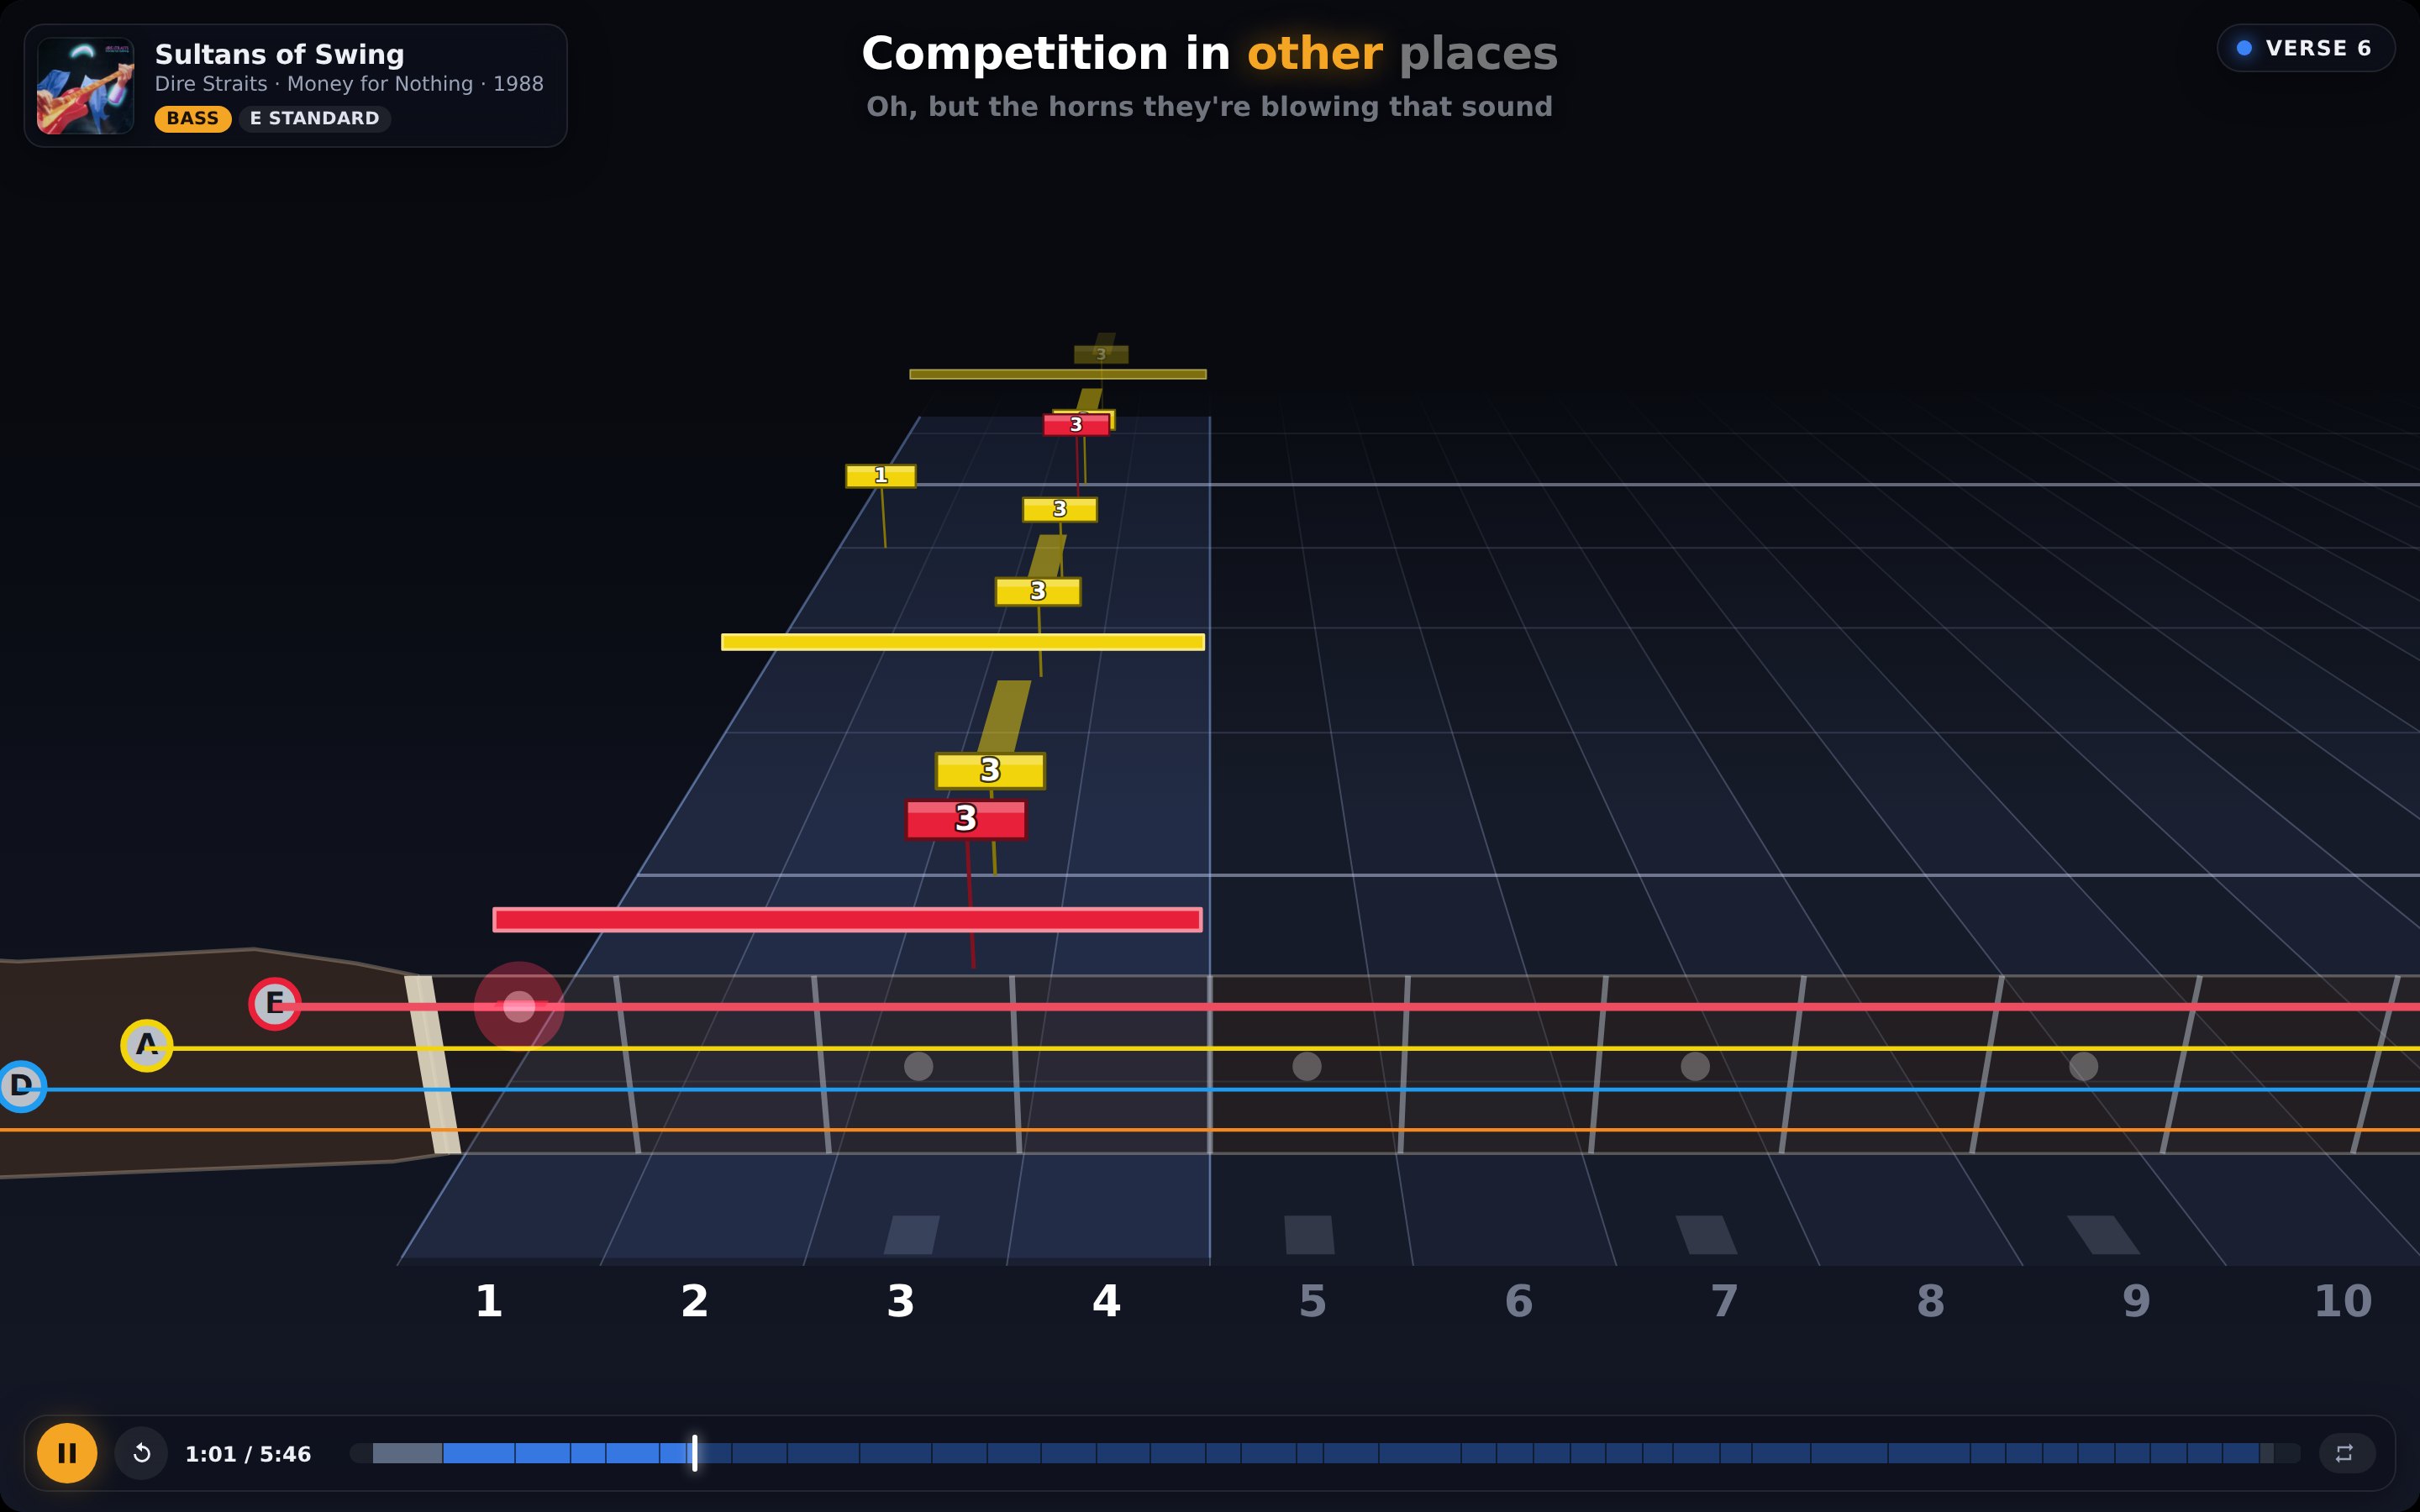 Sultans of Swing
Dire Straits · Money for Nothing · 1988
BASS E STANDARD
Competition in other places
Oh, but the horns they're blowing that sound
VERSE 6
3
3
1
3
3
3
3
E
A
D
1 2 3 4 5 6 7 8 9 10
1:01 / 5:46